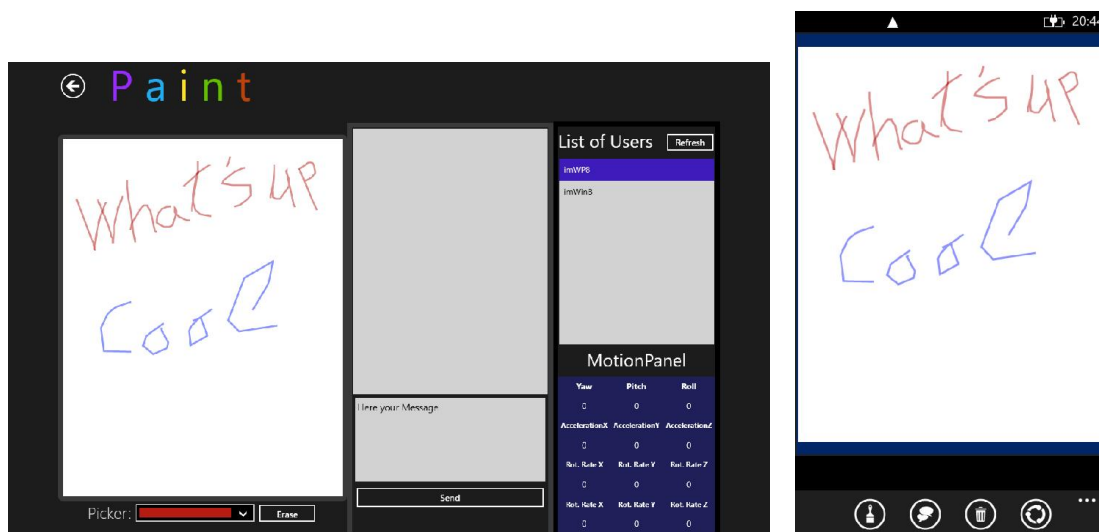 Paint
What's up
Cool
Picker:
Erase
Here your Message
Send
List of Users
Refresh
imWP8
imWin8
MotionPanel
Yaw Pitch Roll
0 0 0
AccelerationX AccelerationY AccelerationZ
0 0 0
Rot. Rate X Rot. Rate Y Rot. Rate Z
0 0 0
Rot. Rate X Rot. Rate Y Rot. Rate Z
0 0 0
20:44
What's up
Cool